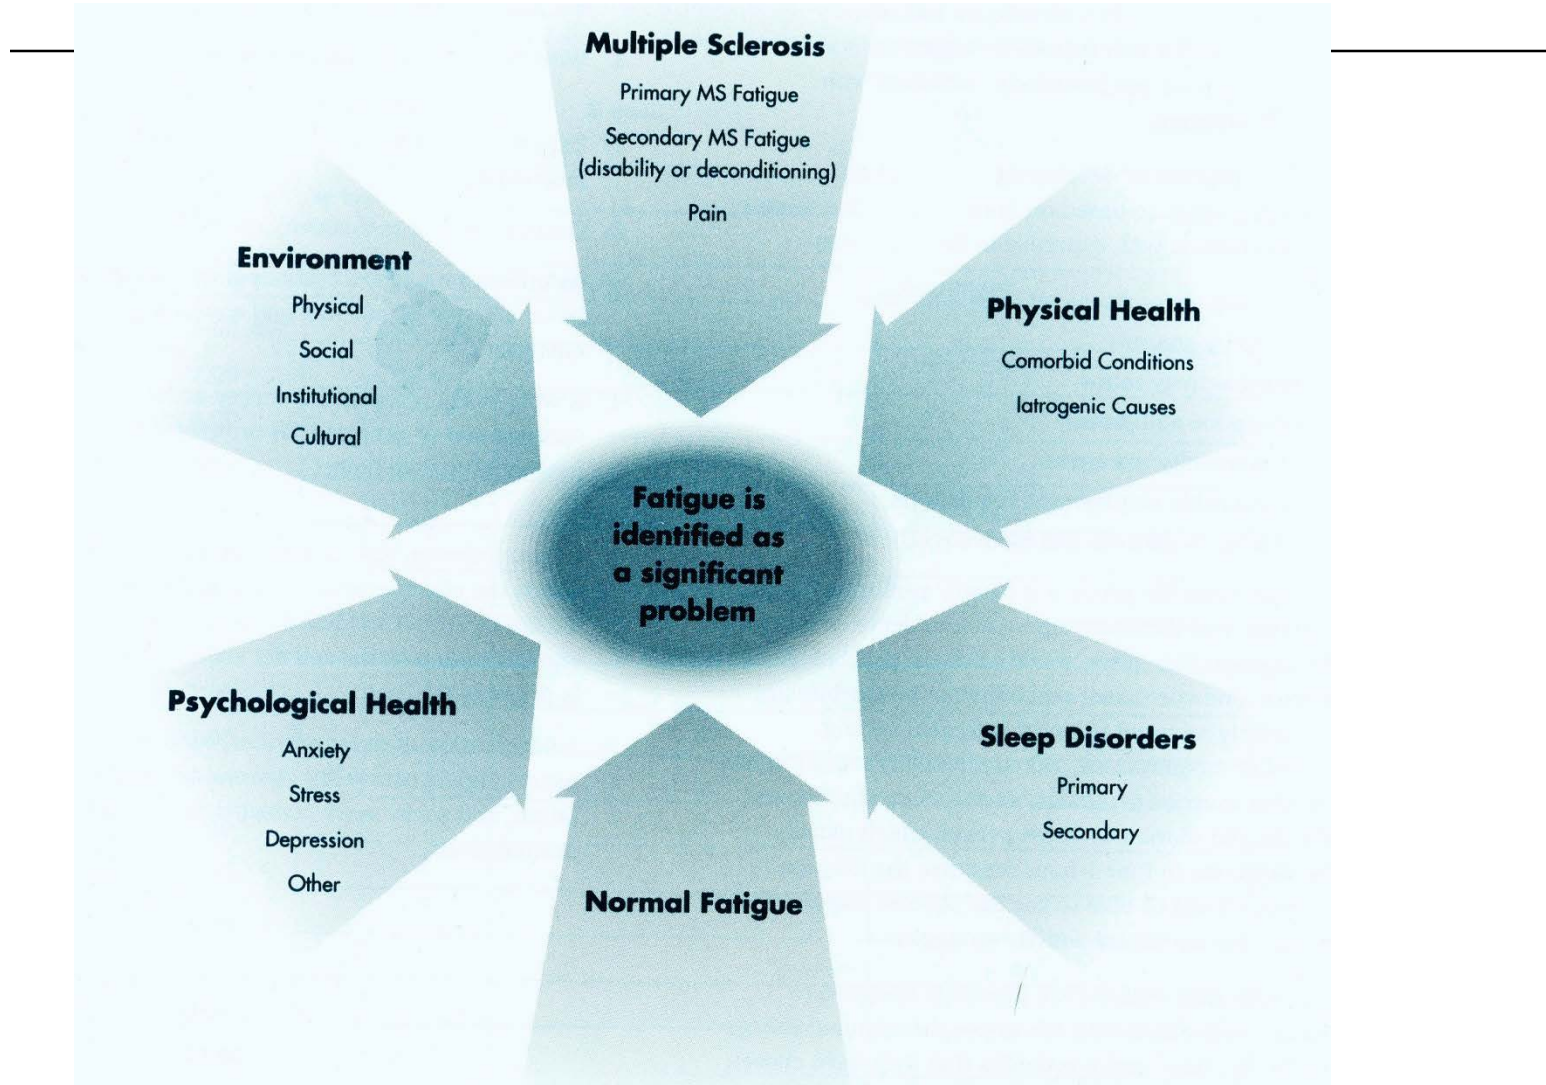 Multiple Sclerosis
Primary MS Fatigue
Secondary MS Fatigue
(disability or deconditioning)
Pain
Environment
Physical
Social
Institutional
Cultural
Physical Health
Comorbid Conditions
Iatrogenic Causes
Fatigue is
identified as
a significant
problem
Psychological Health
Anxiety
Stress
Depression
Other
Sleep Disorders
Primary
Secondary
Normal Fatigue